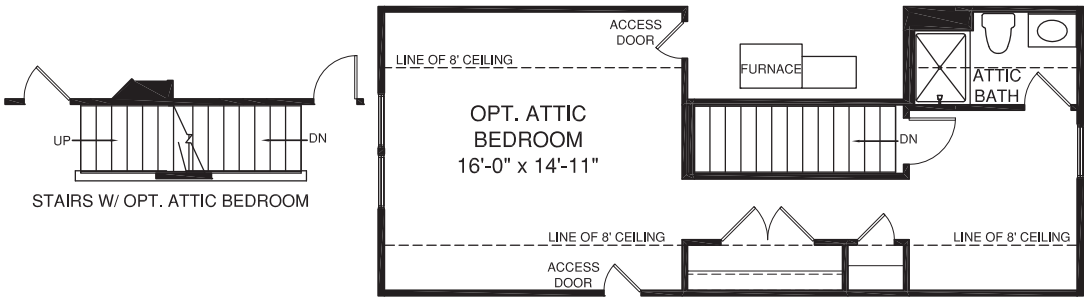 UP
DN
STAIRS W/ OPT. ATTIC BEDROOM
ACCESS
DOOR
LINE OF 8' CEILING
FURNACE
ATTIC
BATH
OPT. ATTIC
BEDROOM
16'-0" x 14'-11"
DN
LINE OF 8' CEILING
LINE OF 8' CEILING
ACCESS
DOOR